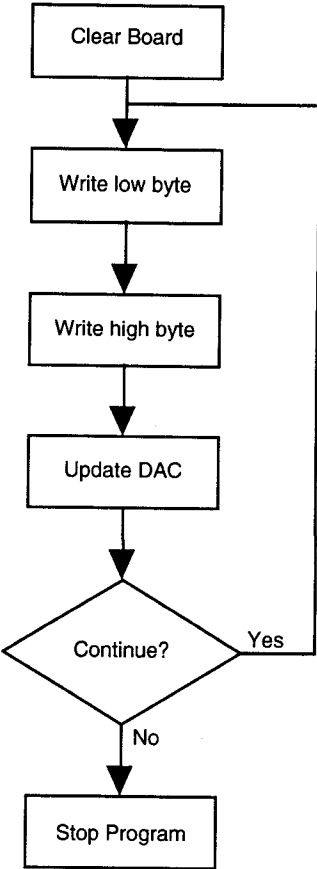 Clear Board
Write low byte
Write high byte
Update DAC
Continue?
Yes
No
Stop Program